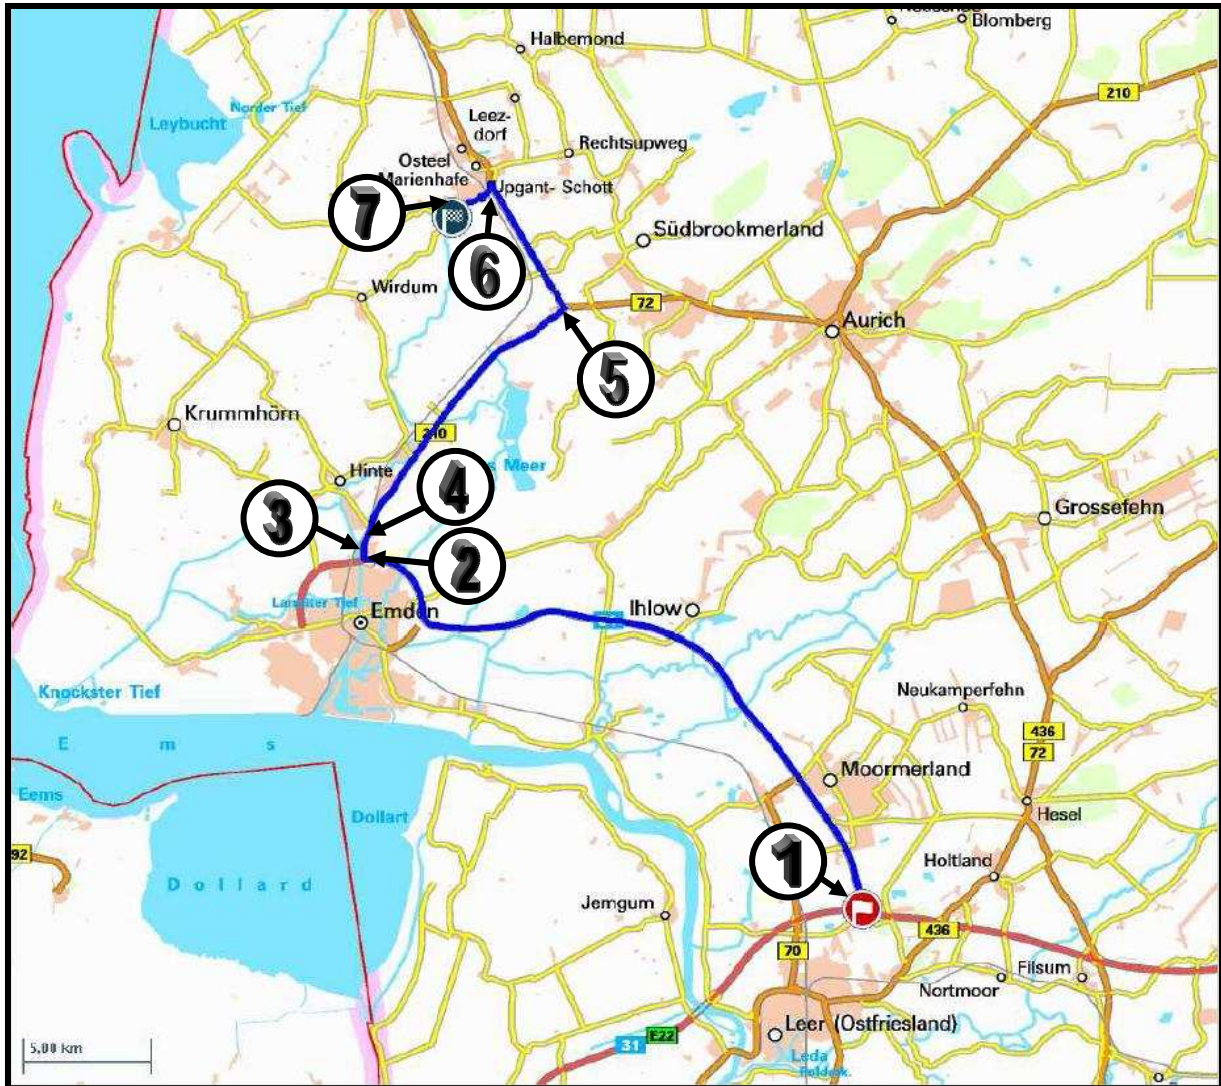 Halbemond
Blomberg
210
Norder Tief
Leybucht
Leez-
dorf
Rechtsupweg
Osteel
Marienhafe
Upgant- Schott
7
6
Südbrookmerland
Wirdum
72
Aurich
5
Krummhörn
210
Hinte
s Meer
4
3
2
Grossefehn
Emden
Ihlow
Knockster Tief
Neukamperfehn
E m s
436
72
Moormerland
Eems
Dollart
Hesel
1
92
Holtland
Dollard
Jemgum
436
70
Filsum
Nortmoor
Leer (Ostfriesland)
E22
31
5,00 km
Leda